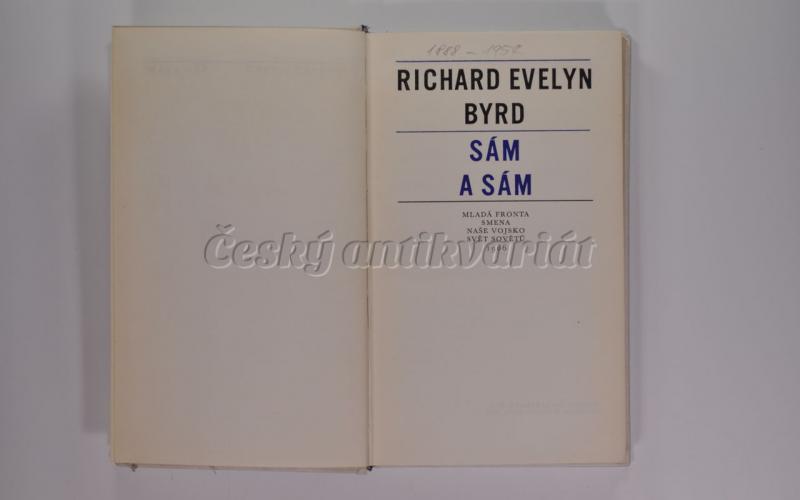 1888 – 1957
RICHARD EVELYN
BYRD
SÁM
A SÁM
MLADÁ FRONTA
SMENA
NAŠE VOJSKO
SVĚT SOVĚTŮ
1966
Český antikvariát